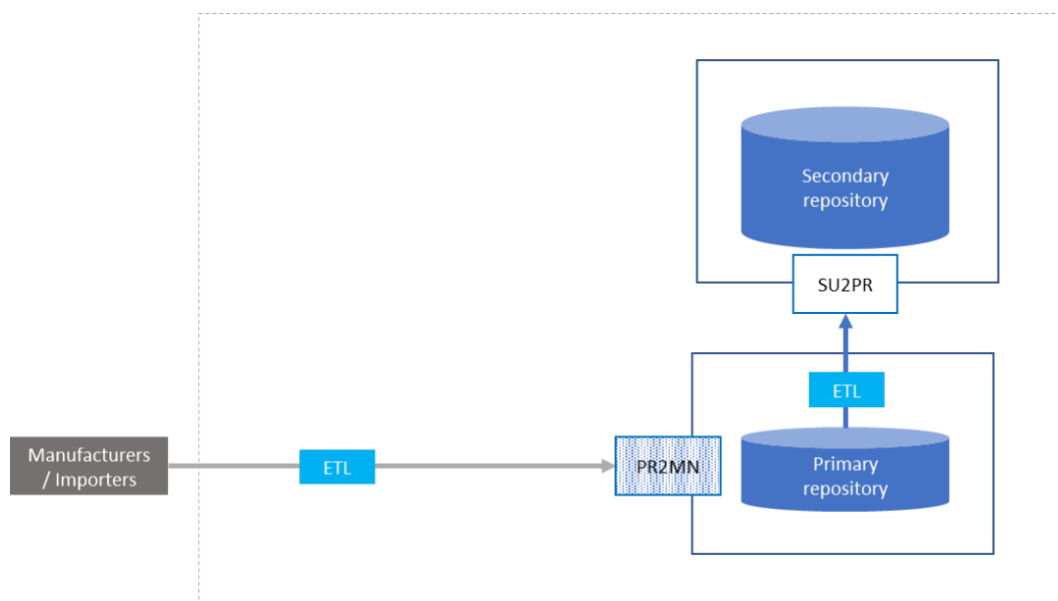 Secondary
repository
SU2PR
ETL
Manufacturers
/ Importers
ETL
PR2MN
Primary
repository